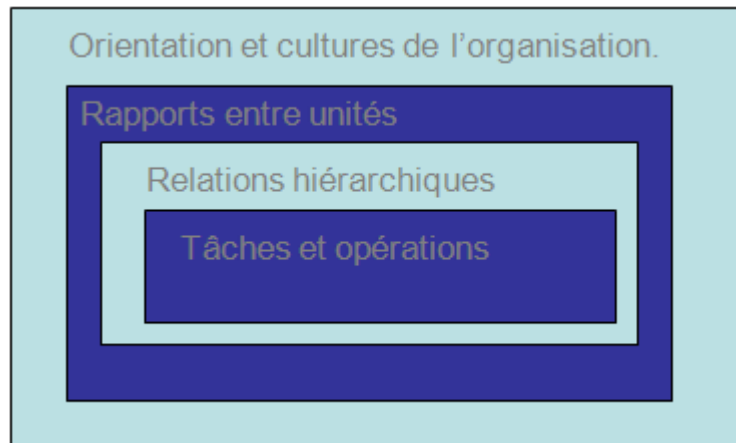 Orientation et cultures de l’organisation.
Rapports entre unités
Relations hiérarchiques
Tâches et opérations